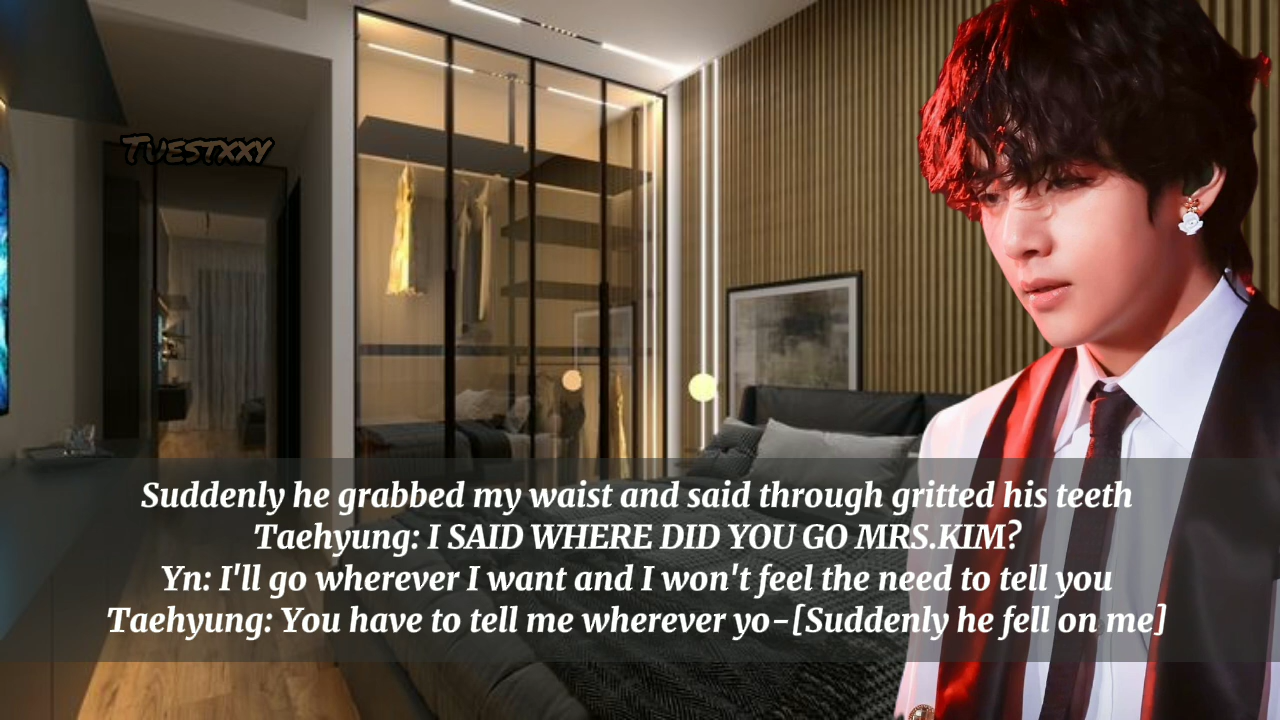 Tuestxxy
Suddenly he grabbed my waist and said through gritted his teeth
Taehyung: I SAID WHERE DID YOU GO MRS.KIM?
Yn: I'll go wherever I want and I won't feel the need to tell you
Taehyung: You have to tell me wherever yo-[Suddenly he fell on me]